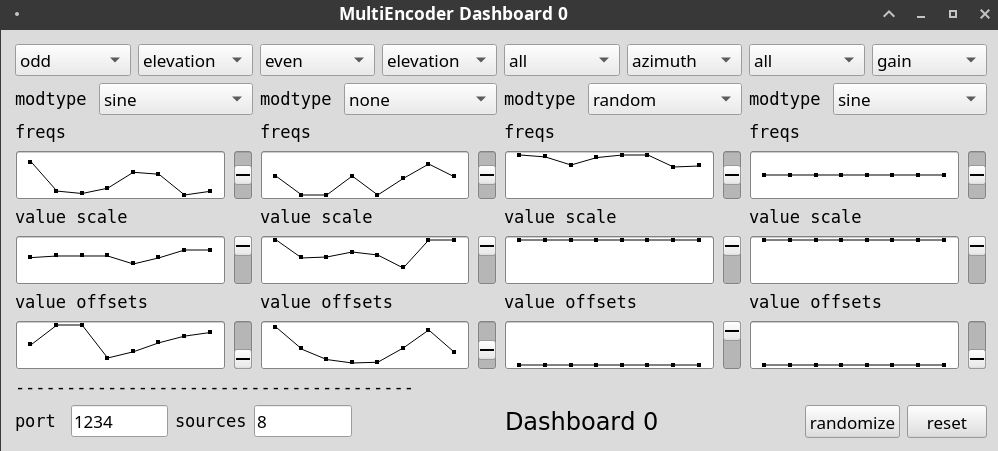 MultiEncoder Dashboard 0
odd elevation even elevation all azimuth all gain
modtype sine modtype none modtype random modtype sine
freqs freqs freqs freqs
value scale value scale value scale value scale
value offsets value offsets value offsets value offsets
---------------------------------------
port 1234 sources 8 Dashboard 0 randomize reset